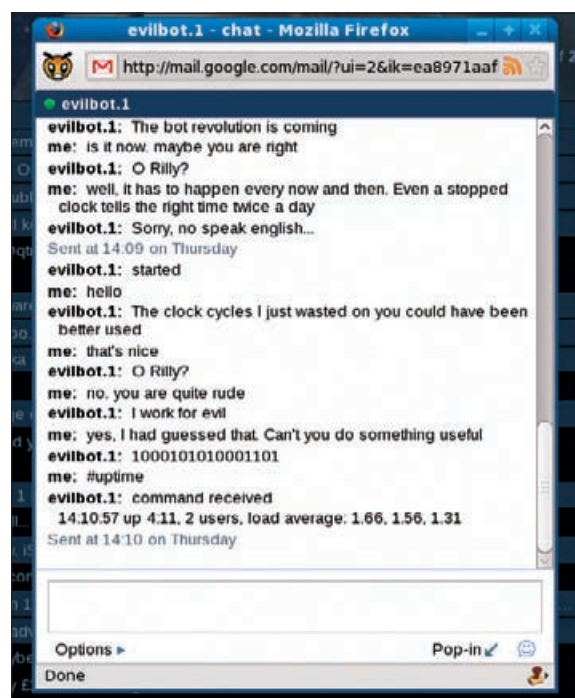 evilbot.1 - chat - Mozilla Firefox
http://mail.google.com/mail/?ui=2&ik=ea8971aaf
evilbot.1
evilbot.1: The bot revolution is coming
me: is it now. maybe you are right
evilbot.1: O Rilly?
me: well, it has to happen every now and then. Even a stopped
clock tells the right time twice a day
evilbot.1: Sorry, no speak english...
Sent at 14:09 on Thursday
evilbot.1: started
me: hello
evilbot.1: The clock cycles I just wasted on you could have been
better used
me: that's nice
evilbot.1: O Rilly?
me: no. you are quite rude
evilbot.1: I work for evil
me: yes, I had guessed that. Can't you do something useful
evilbot.1: 1000101010001101
me: #uptime
evilbot.1: command received
14:10:57 up 4:11, 2 users, load average: 1.66, 1.56, 1.31
Sent at 14:10 on Thursday
Options
Pop-in
Done